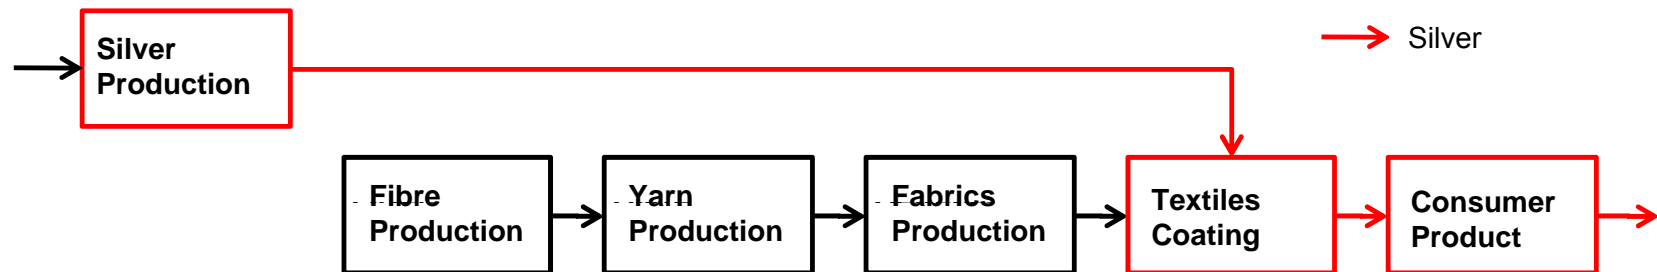 Silver
Production
Silver
Fibre
Production
Yarn
Production
Fabrics
Production
Textiles
Coating
Consumer
Product